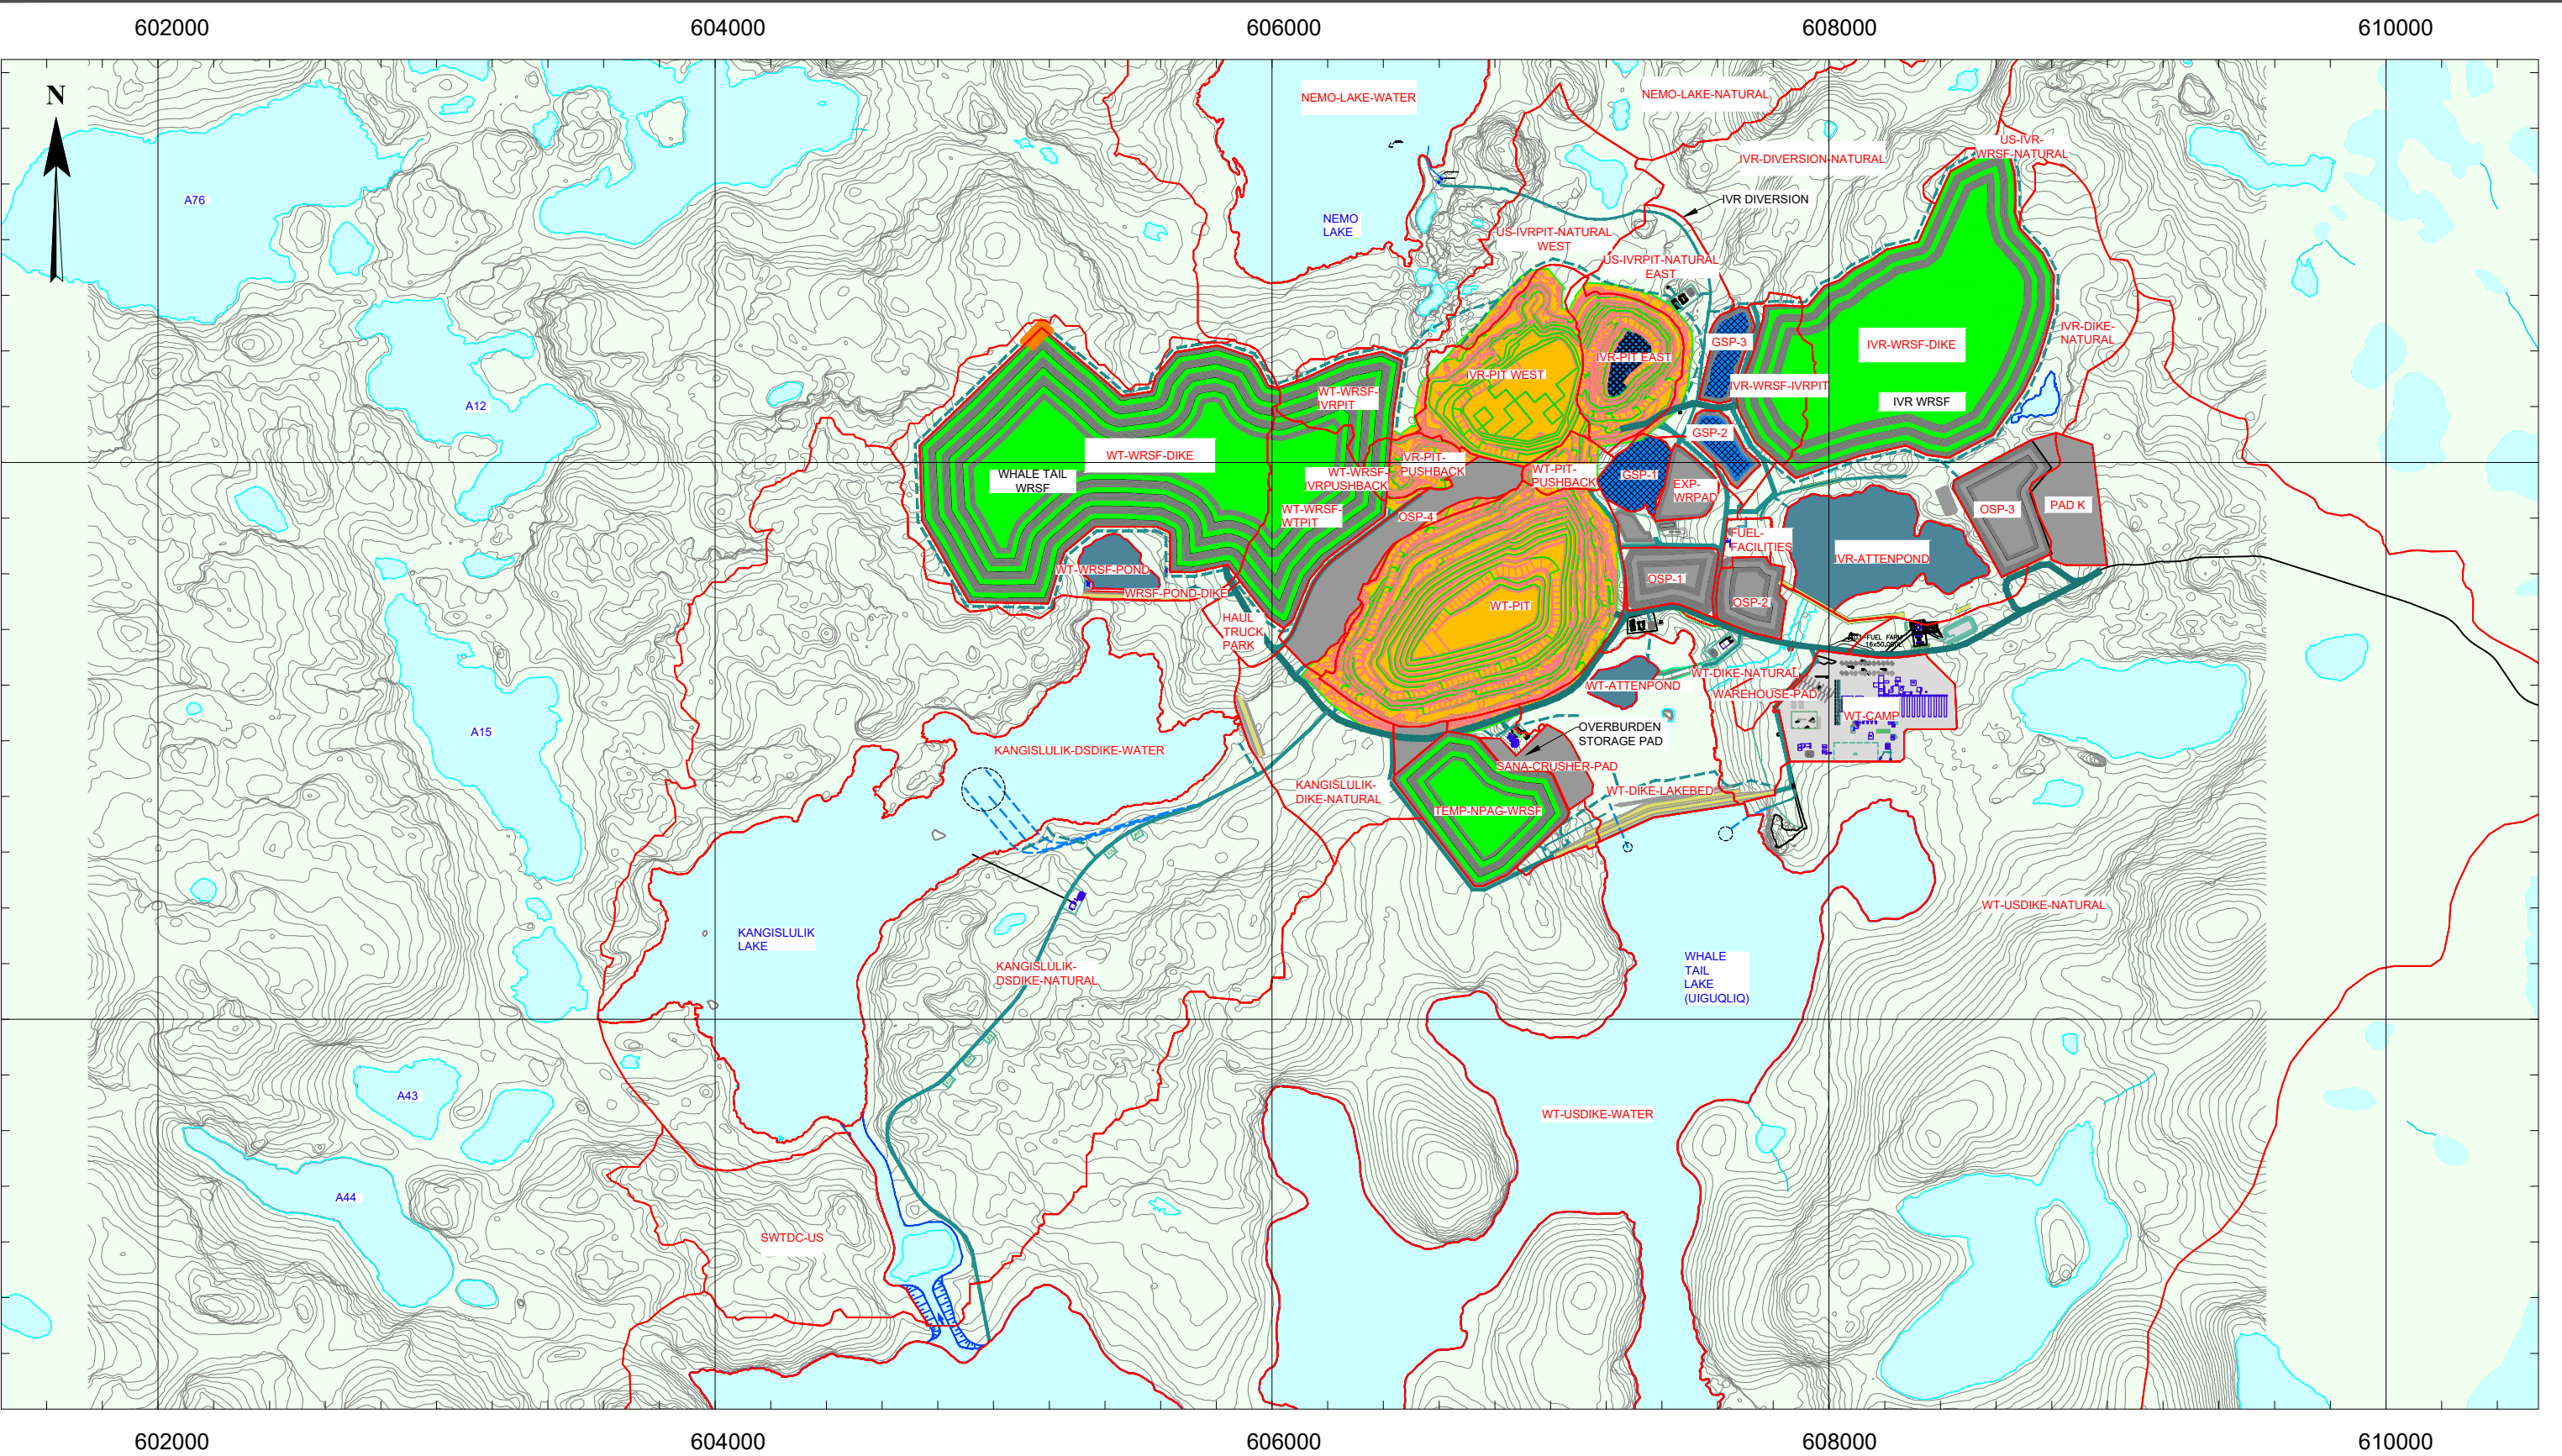 602000
604000
606000
608000
610000
N
NEMO-LAKE-WATER
NEMO-LAKE-NATURAL
US-IVR-
WRSF-NATURAL
IVR-DIVERSION-NATURAL
A76
IVR DIVERSION
NEMO
LAKE
US-IVRPIT-NATURAL
WEST
US-IVRPIT-NATURAL
EAST
IVR-DIKE-
NATURAL
GSP-3
IVR-WRSF-DIKE
IVR-PIT EAST
IVR-PIT WEST
IVR-WRSF-IVRPIT
WT-WRSF-
IVRPIT
IVR WRSF
A12
GSP-2
WT-WRSF-DIKE
IVR-PIT-
PUSHBACK
WT-PIT-
PUSHBACK
WHALE TAIL
WRSF
WT-WRSF-
IVRPUSHBACK
GSP-1
EXP-
WRPAD
OSP-3
PAD K
WT-WRSF-
WTPIT
OSP-4
FUEL-
FACILITIES
IVR-ATTENPOND
WT-WRSF-POND
OSP-1
WRSF-POND-DIKE
OSP-2
WT-PIT
HAUL
TRUCK
PARK
FUEL FARM
16x50,000L
WT-DIKE-NATURAL
WT-ATTENPOND
WAREHOUSE-PAD
WT-CAMP
A15
OVERBURDEN
STORAGE PAD
KANGISLULIK-DSDIKE-WATER
SANA-CRUSHER-PAD
KANGISLULIK-
DIKE-NATURAL
WT-DIKE-LAKEBED
TEMP-NPAG-WRSF
WT-USDIKE-NATURAL
KANGISLULIK
LAKE
WHALE
TAIL
LAKE
(UIGUQLIQ)
KANGISLULIK-
DSDIKE-NATURAL
A43
WT-USDIKE-WATER
A44
SWTDC-US
602000
604000
606000
608000
610000